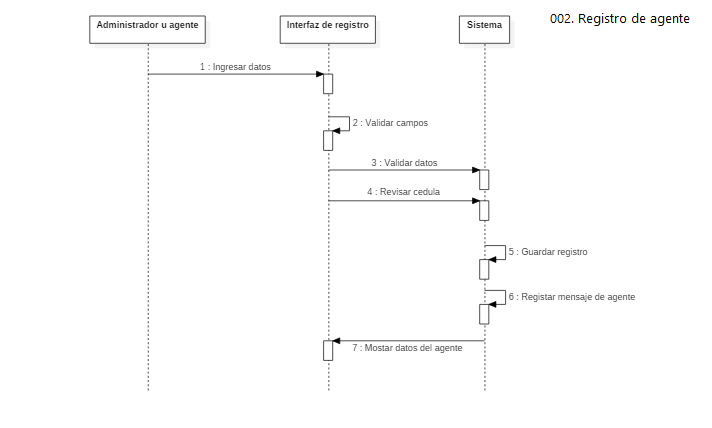 002. Registro de agente
Administrador u agente
Interfaz de registro
Sistema
1 : Ingresar datos
2 : Validar campos
3 : Validar datos
4 : Revisar cedula
5 : Guardar registro
6 : Registar mensaje de agente
7 : Mostar datos del agente